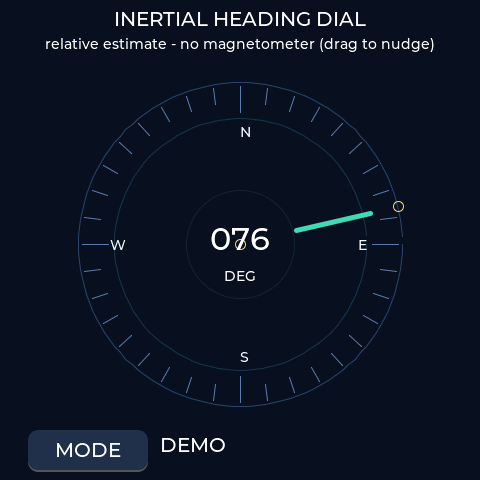 INERTIAL HEADING DIAL
relative estimate - no magnetometer (drag to nudge)
N
W
076
E
DEG
S
MODE
DEMO